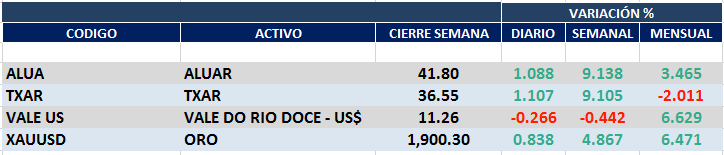 VARIACIÓN %
CODIGO ACTIVO CIERRE SEMANA DIARIO SEMANAL MENSUAL
ALUA ALUAR 41.80 1.088 9.138 3.465
TXAR TXAR 36.55 1.107 9.105 -2.011
VALE US VALE DO RIO DOCE - US$ 11.26 -0.266 -0.442 6.629
XAUUSD ORO 1,900.30 0.838 4.867 6.471